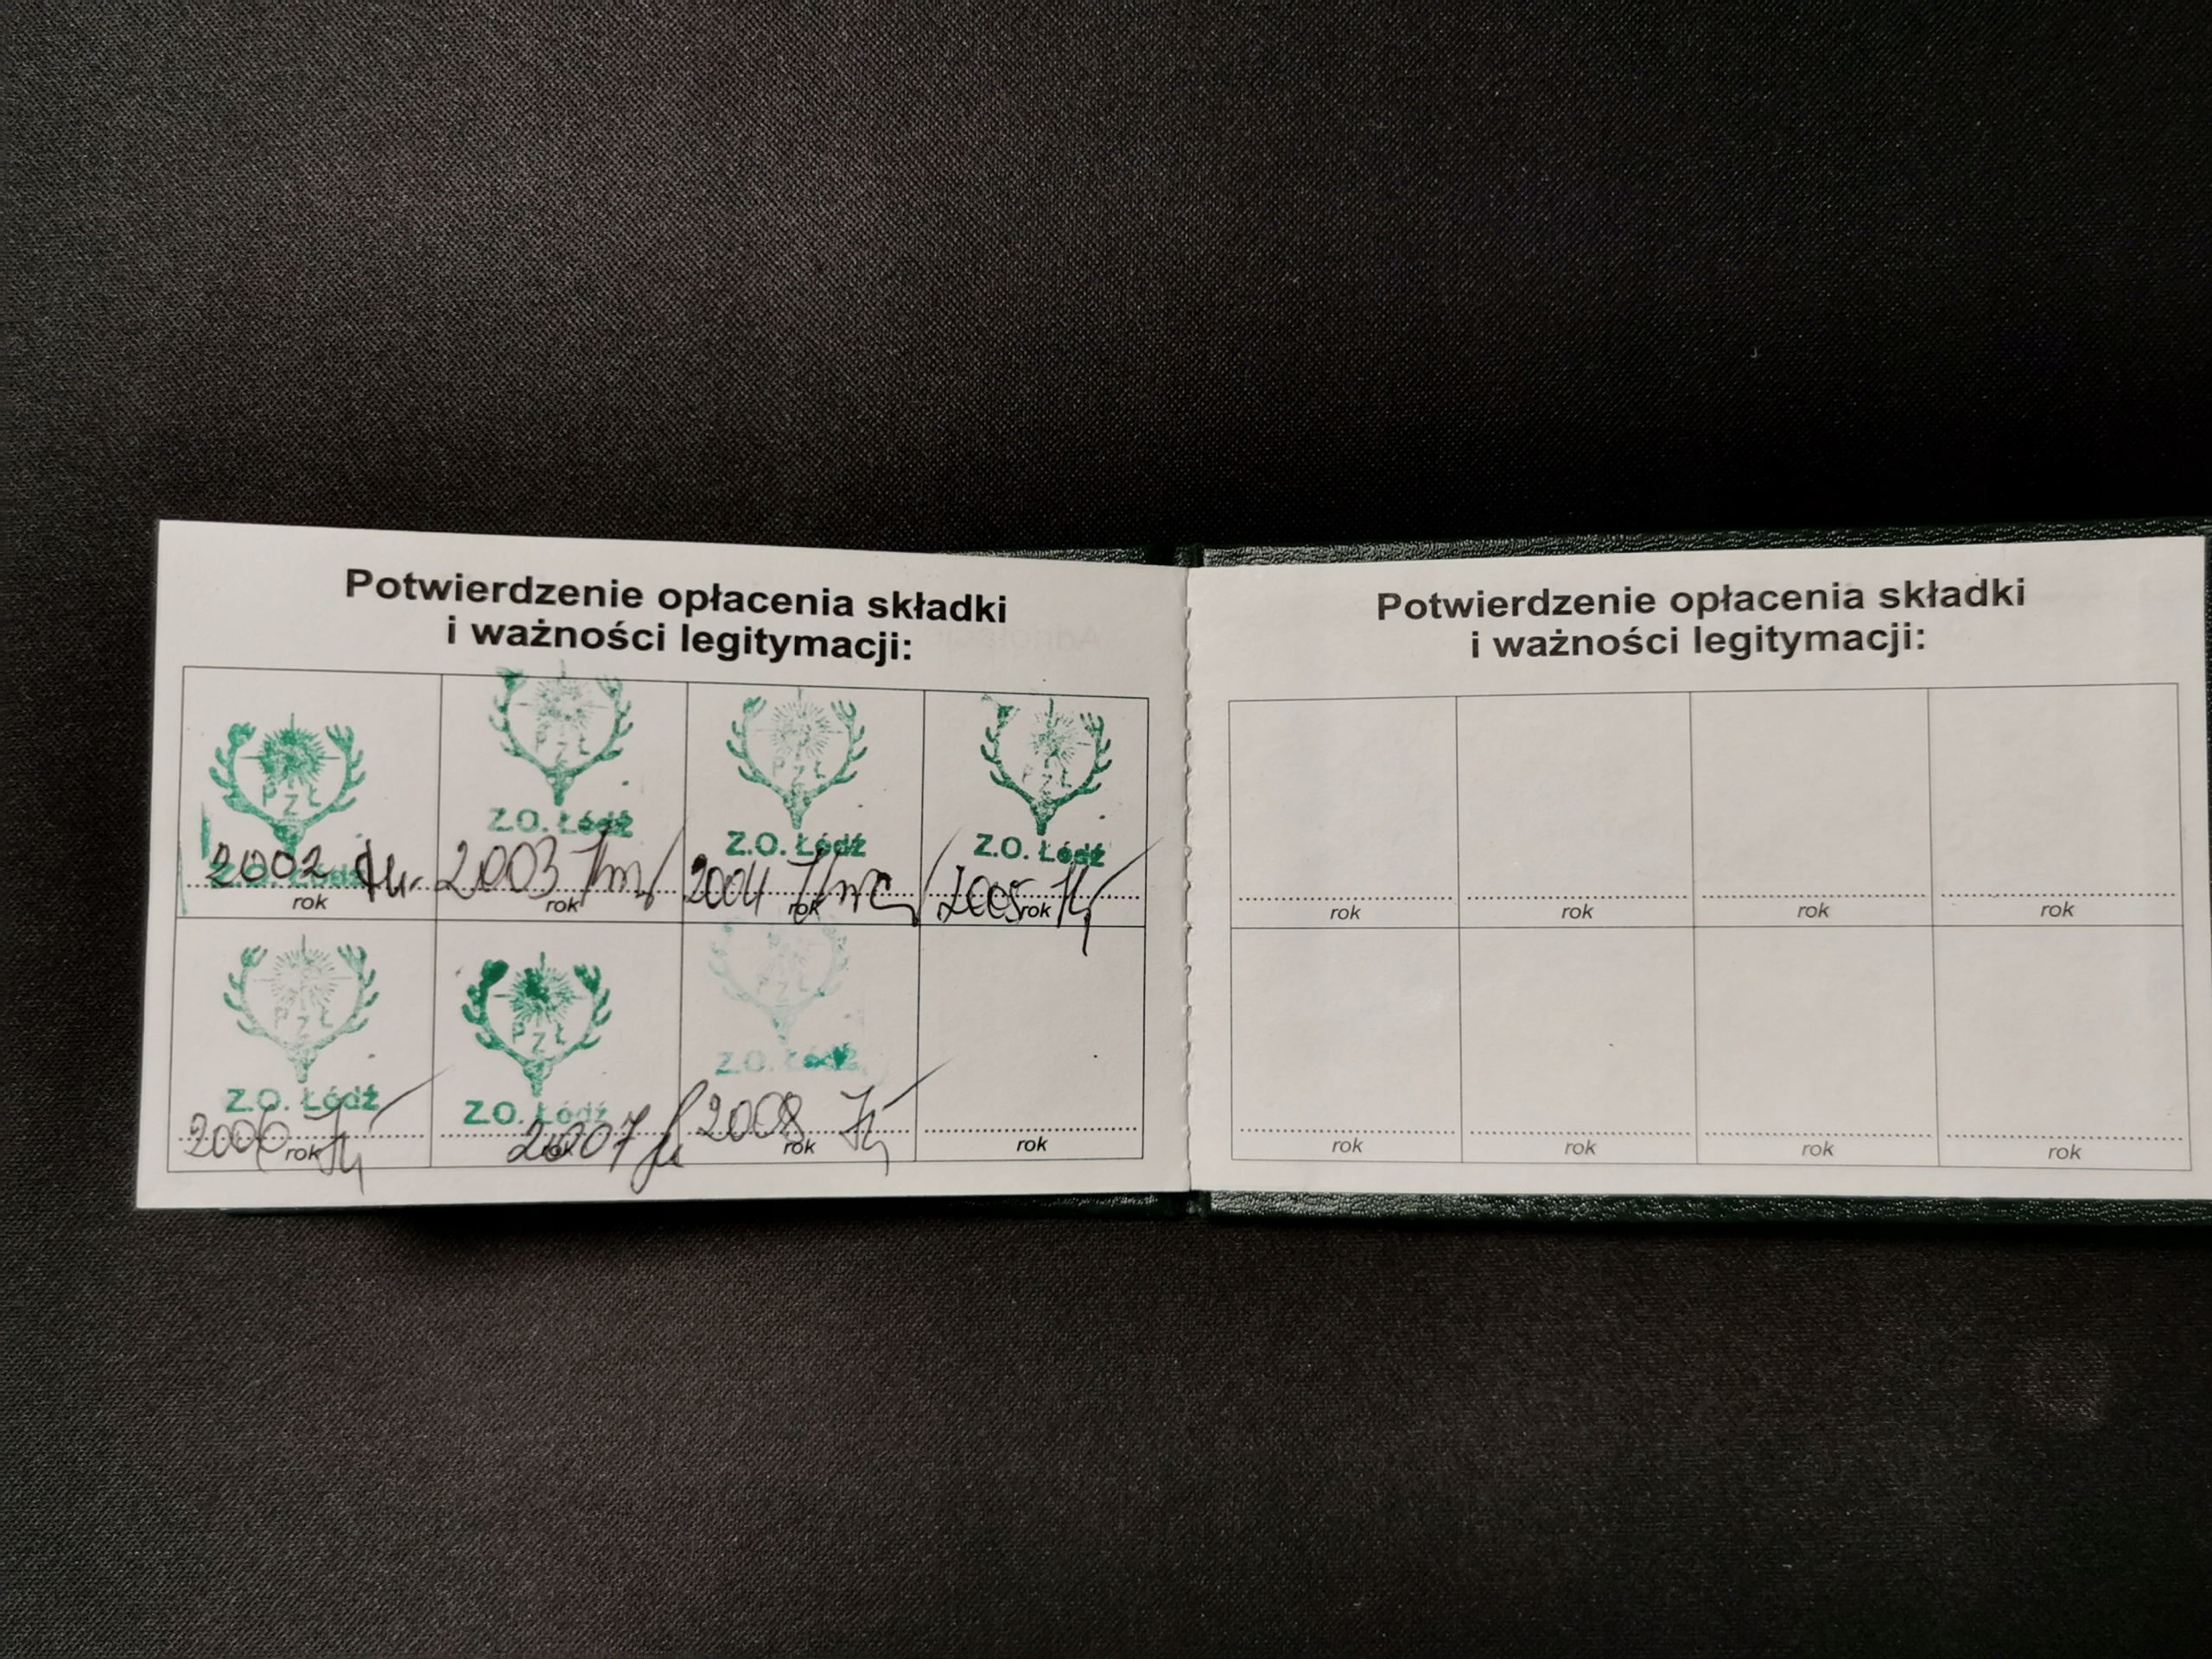 Potwierdzenie opłacenia składki
i ważności legitymacji:
PZŁ
Z.O. Łódź
2002
rok
PZŁ
Z.O. Łódź
2003
rok
PZŁ
Z.O. Łódź
2004
rok
PZŁ
Z.O. Łódź
2005
rok
PZŁ
Z.O. Łódź
2006
rok
PZŁ
Z.O. Łódź
2007
PZŁ
Z.O. Łódź
2008
rok
rok
Potwierdzenie opłacenia składki
i ważności legitymacji:
rok
rok
rok
rok
rok
rok
rok
rok